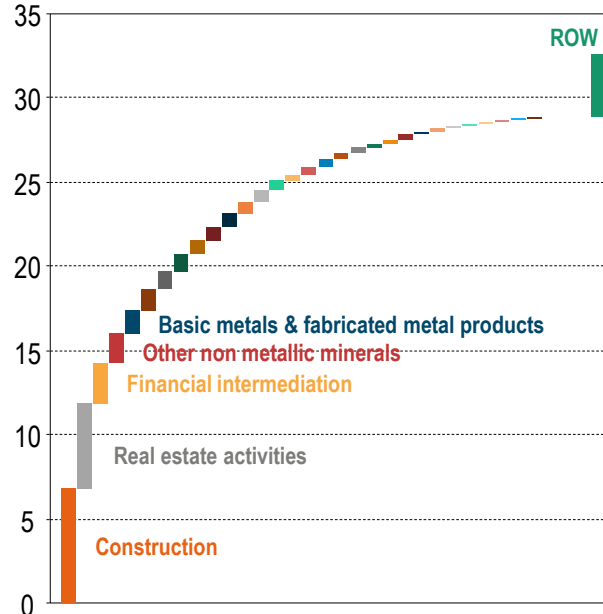 35
ROW
30
25
20
Basic metals & fabricated metal products
15
Other non metallic minerals
Financial intermediation
10
Real estate activities
5
Construction
0